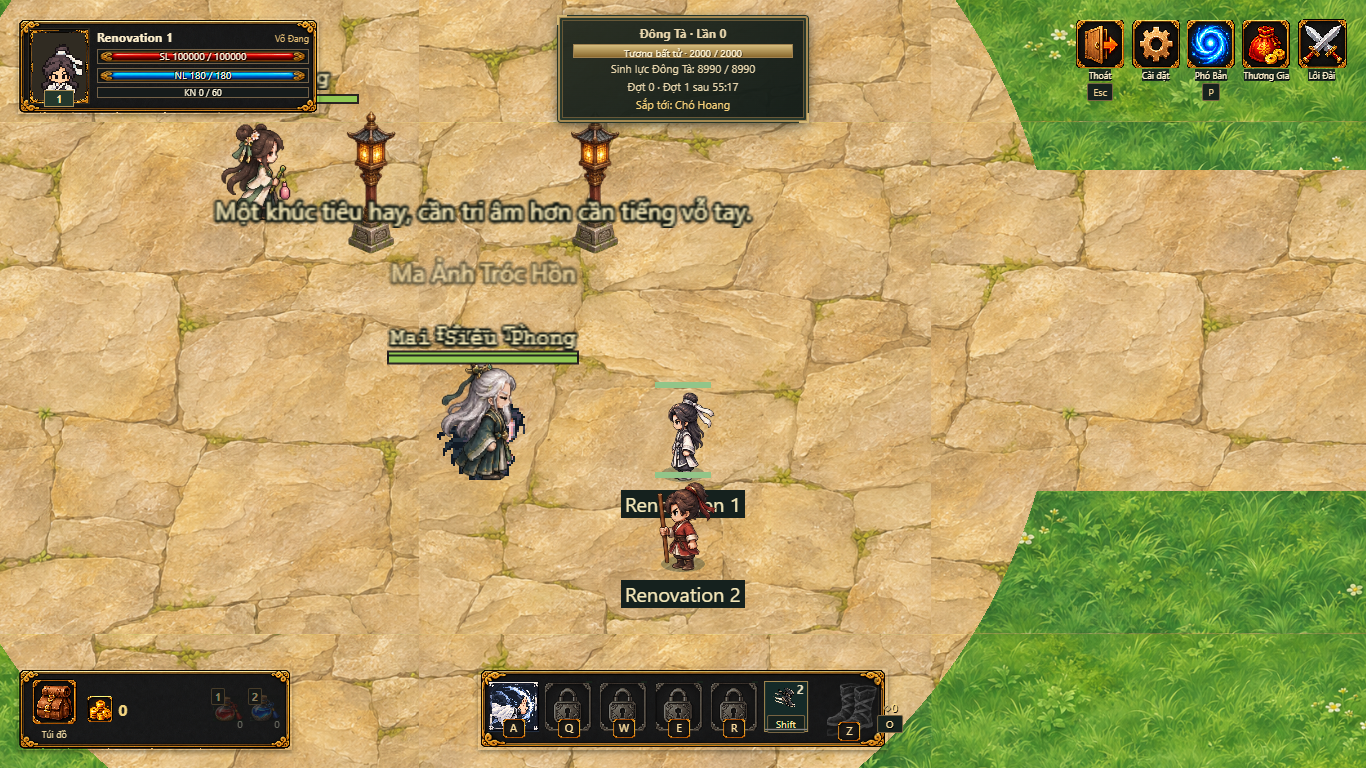 Renovation 1
Võ Đang
SL 100000 / 100000
NL 180 / 180
KN 0 / 60
1
g
Đông Tà · Lần 0
Tương bất tử · 2000 / 2000
Sinh lực Đông Tà: 8990 / 8990
Đợt 0 · Đợt 1 sau 55:17
Sắp tới: Chó Hoang
Thoát
Cài đặt
Phó Bản
Thương Gia
Lôi Đài
Esc
P
Một khúc tiêu hay, cần tri âm hơn cần tiếng vỗ tay.
Ma Ảnh Tróc Hồn
Mai Siêu Phong
Renovation 1
Renovation 2
Túi đồ
0
1
0
2
0
A
Q
W
E
R
2
Shift
Z
O